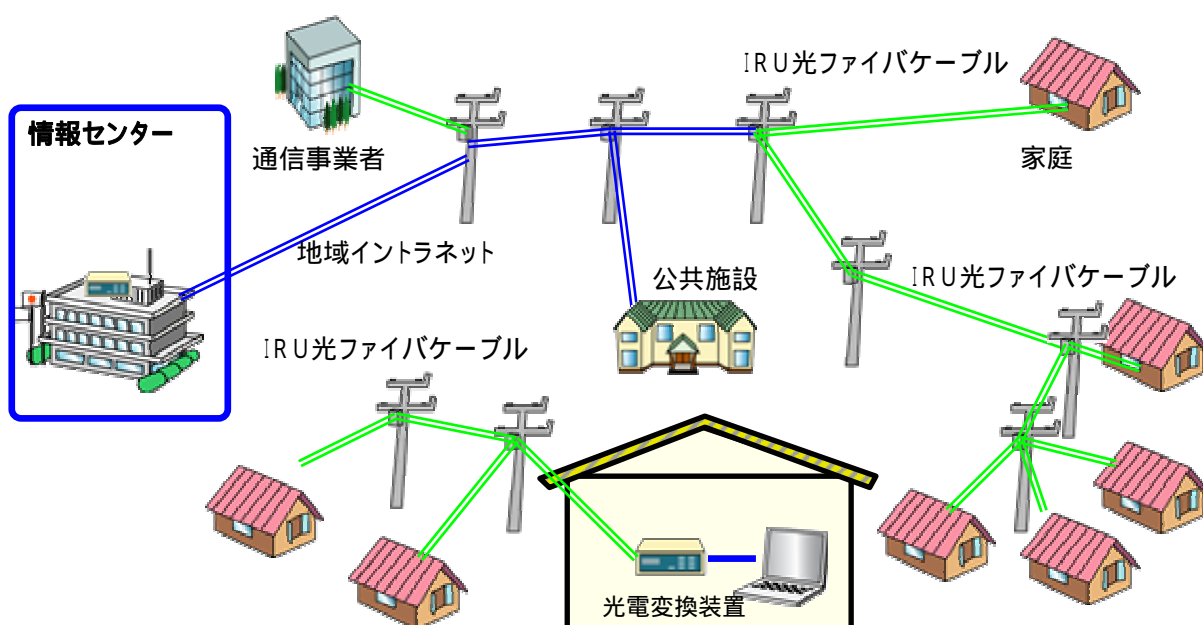 IRU光ファイバケーブル
情報センター
通信事業者
家庭
地域イントラネット
公共施設
IRU光ファイバケーブル
IRU光ファイバケーブル
光電変換装置